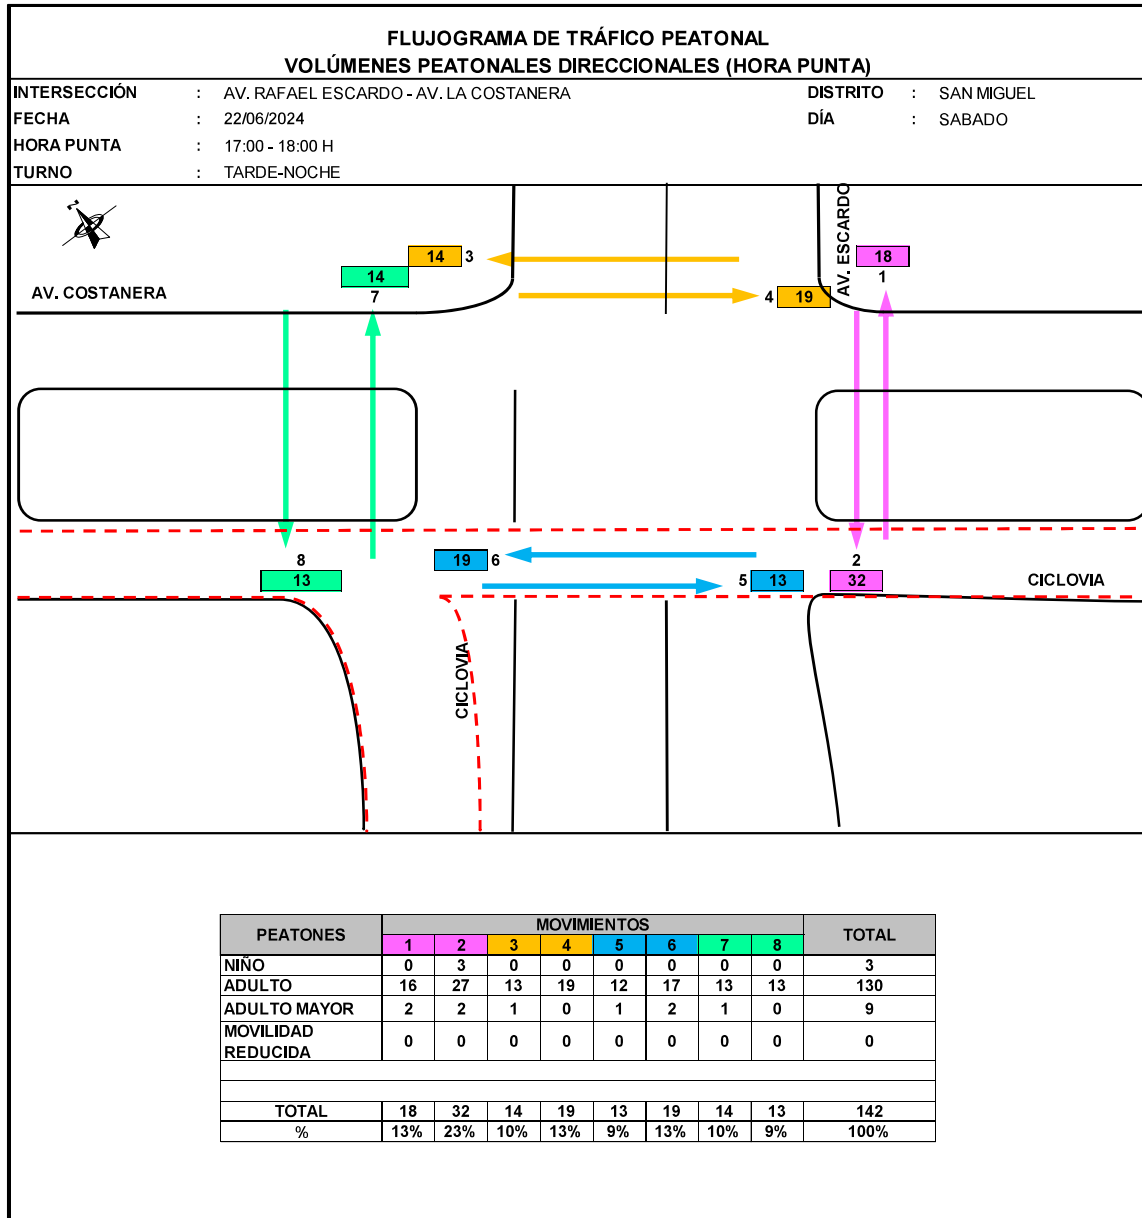 FLUJOGRAMA DE TRÁFICO PEATONAL
VOLÚMENES PEATONALES DIRECCIONALES (HORA PUNTA)
INTERSECCIÓN : AV. RAFAEL ESCARDO - AV. LA COSTANERA DISTRITO : SAN MIGUEL
FECHA : 22/06/2024 DÍA : SABADO
HORA PUNTA : 17:00 - 18:00 H
TURNO : TARDE-NOCHE
N
AV. ESCARDO
14 3
18
14
1
AV. COSTANERA
7
4 19
8
19 6
2
13
5 13
32
CICLOVIA
CICLOVIA
PEATONES MOVIMIENTOS TOTAL
1 2 3 4 5 6 7 8
NIÑO 0 3 0 0 0 0 0 0 3
ADULTO 16 27 13 19 12 17 13 13 130
ADULTO MAYOR 2 2 1 0 1 2 1 0 9
MOVILIDAD
REDUCIDA 0 0 0 0 0 0 0 0 0
TOTAL 18 32 14 19 13 19 14 13 142
% 13% 23% 10% 13% 9% 13% 10% 9% 100%